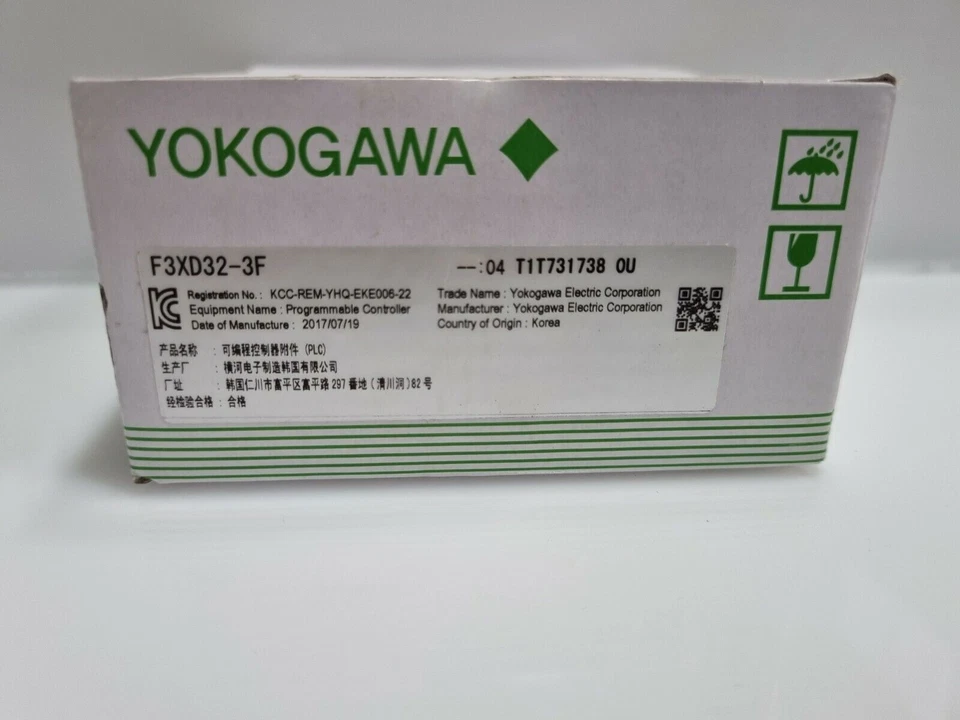 YOKOGAWA
F3XD32-3F --:04 T1T731738 0U
Registration No. : KCC-REM-YHQ-EKE006-22
Equipment Name : Programmable Controller
Date of Manufacture : 2017/07/19
Trade Name : Yokogawa Electric Corporation
Manufacturer : Yokogawa Electric Corporation
Country of Origin : Korea
产品名称 : 可编程控制器附件 (PLC)
生产厂 : 横河电子制造韩国有限公司
厂址 : 韩国仁川市富平区富平路 297 番地 (清川洞)82 号
经检验合格 : 合格